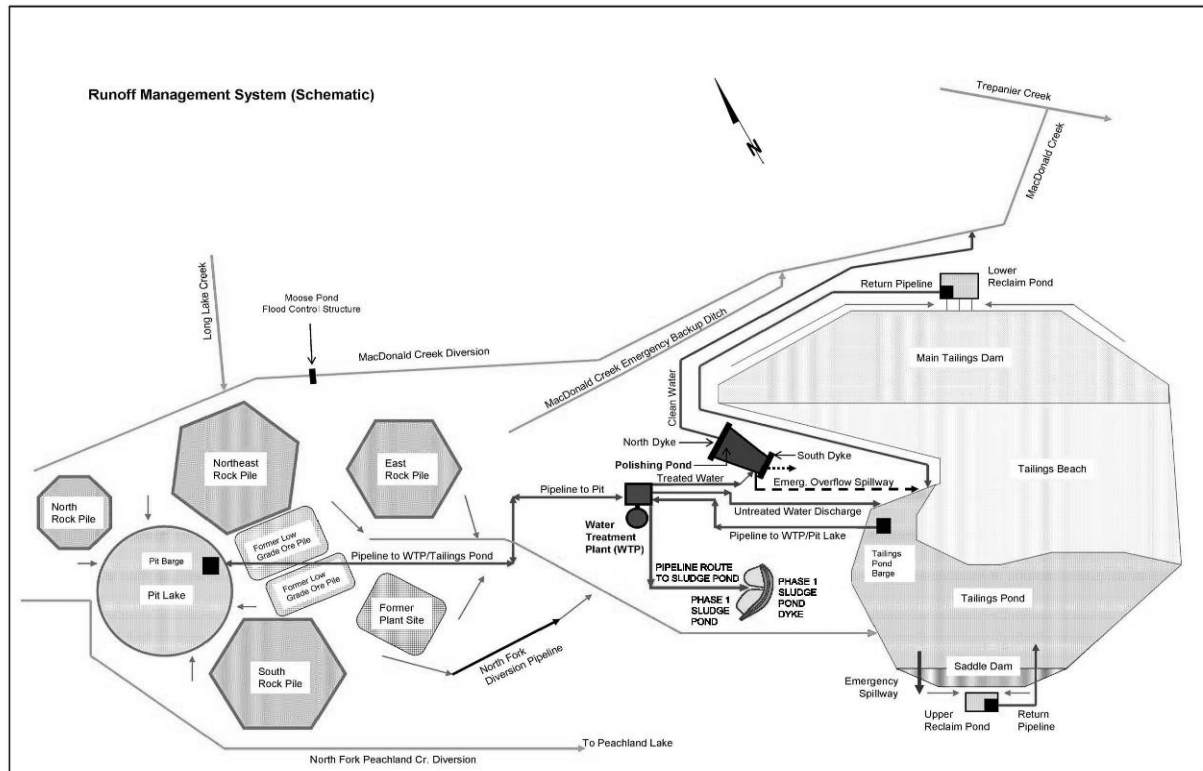 Runoff Management System (Schematic)
Trepanier Creek
MacDonald Creek
N
Long Lake Creek
Moose Pond
Flood Control Structure
MacDonald Creek Diversion
MacDonald Creek Emergency Backup Ditch
Return Pipeline
Lower
Reclaim Pond
Main Tailings Dam
Clean Water
North Dyke
South Dyke
Polishing Pond
Treated Water
Emerg. Overflow Spillway
Tailings Beach
Northeast
Rock Pile
East
Rock Pile
North
Rock Pile
Pipeline to Pit
Untreated Water Discharge
Water
Treatment
Plant (WTP)
Pipeline to WTP/Pit Lake
Former Low
Grade Ore Pile
Pit Barge
Pipeline to WTP/Tailings Pond
Former Low
Grade Ore Pile
Pit Lake
Tailings
Pond
Barge
PIPELINE ROUTE
TO SLUDGE POND
PHASE 1
SLUDGE
POND
PHASE 1
SLUDGE
POND
DYKE
Tailings Pond
Former
Plant Site
North Fork
Diversion Pipeline
South
Rock Pile
Saddle Dam
Emergency
Spillway
Upper
Reclaim Pond
Return
Pipeline
To Peachland Lake
North Fork Peachland Cr. Diversion